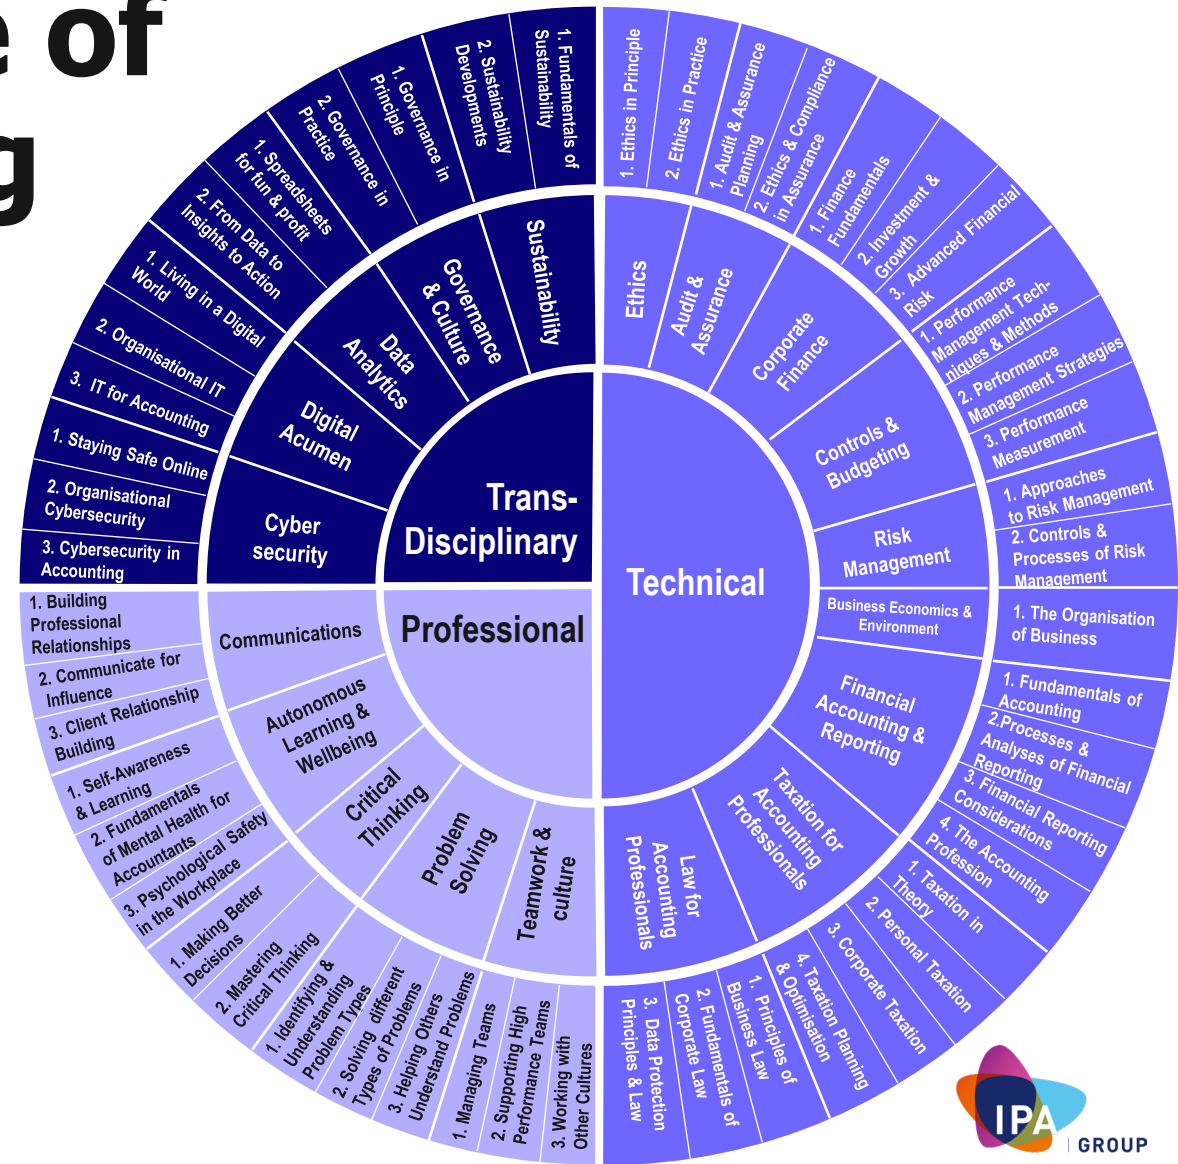 e of
g
Trans-
Disciplinary
Technical
Professional
Sustainability
Governance
& Culture
Data
Analytics
Digital
Acumen
Cyber
security
Ethics
Audit &
Assurance
Corporate
Finance
Controls &
Budgeting
Risk
Management
Business Economics &
Environment
Financial
Accounting &
Reporting
Taxation for
Accounting
Professionals
Law for
Accounting
Professionals
Communications
Autonomous
Learning &
Wellbeing
Critical
Thinking
Problem
Solving
Teamwork &
culture
1. Fundamentals of
Sustainability
2. Sustainability
Developments
1. Governance in
Principle
2. Governance in
Practice
1. Spreadsheets
for fun & profit
2. From Data to
Insights to Action
1. Living in a Digital
World
2. Organisational IT
3. IT for Accounting
1. Staying Safe Online
2. Organisational
Cybersecurity
3. Cybersecurity in
Accounting
1. Ethics in Principle
2. Ethics in Practice
1. Audit & Assurance
Planning
2. Ethics & Compliance
in Assurance
1. Finance
Fundamentals
2. Investment &
Growth
3. Advanced Financial
Risk
1. Performance
Management Tech-
niques & Methods
2. Performance
Management Strategies
3. Performance
Measurement
1. Approaches
to Risk Management
2. Controls &
Processes of Risk
Management
1. The Organisation
of Business
1. Fundamentals of
Accounting
2.Processes &
Analyses of Financial
Reporting
3. Financial Reporting
Considerations
4. The Accounting
Profession
1. Taxation in
Theory
2. Personal Taxation
3. Corporate Taxation
4. Taxation Planning
& Optimisation
1. Principles of
Business Law
2. Fundamentals of
Corporate Law
3. Data Protection
Principles & Law
1. Building
Professional
Relationships
2. Communicate for
Influence
3. Client Relationship
Building
1. Self-Awareness
& Learning
2. Fundamentals
of Mental Health for
Accountants
3. Psychological Safety
in the Workplace
1. Making Better
Decisions
2. Mastering
Critical Thinking
1. Identifying &
Understanding
Problem Types
2. Solving different
Types of Problems
3. Helping Others
Understand Problems
1. Managing Teams
2. Supporting High
Performance Teams
3. Working with
Other Cultures
IPA
GROUP